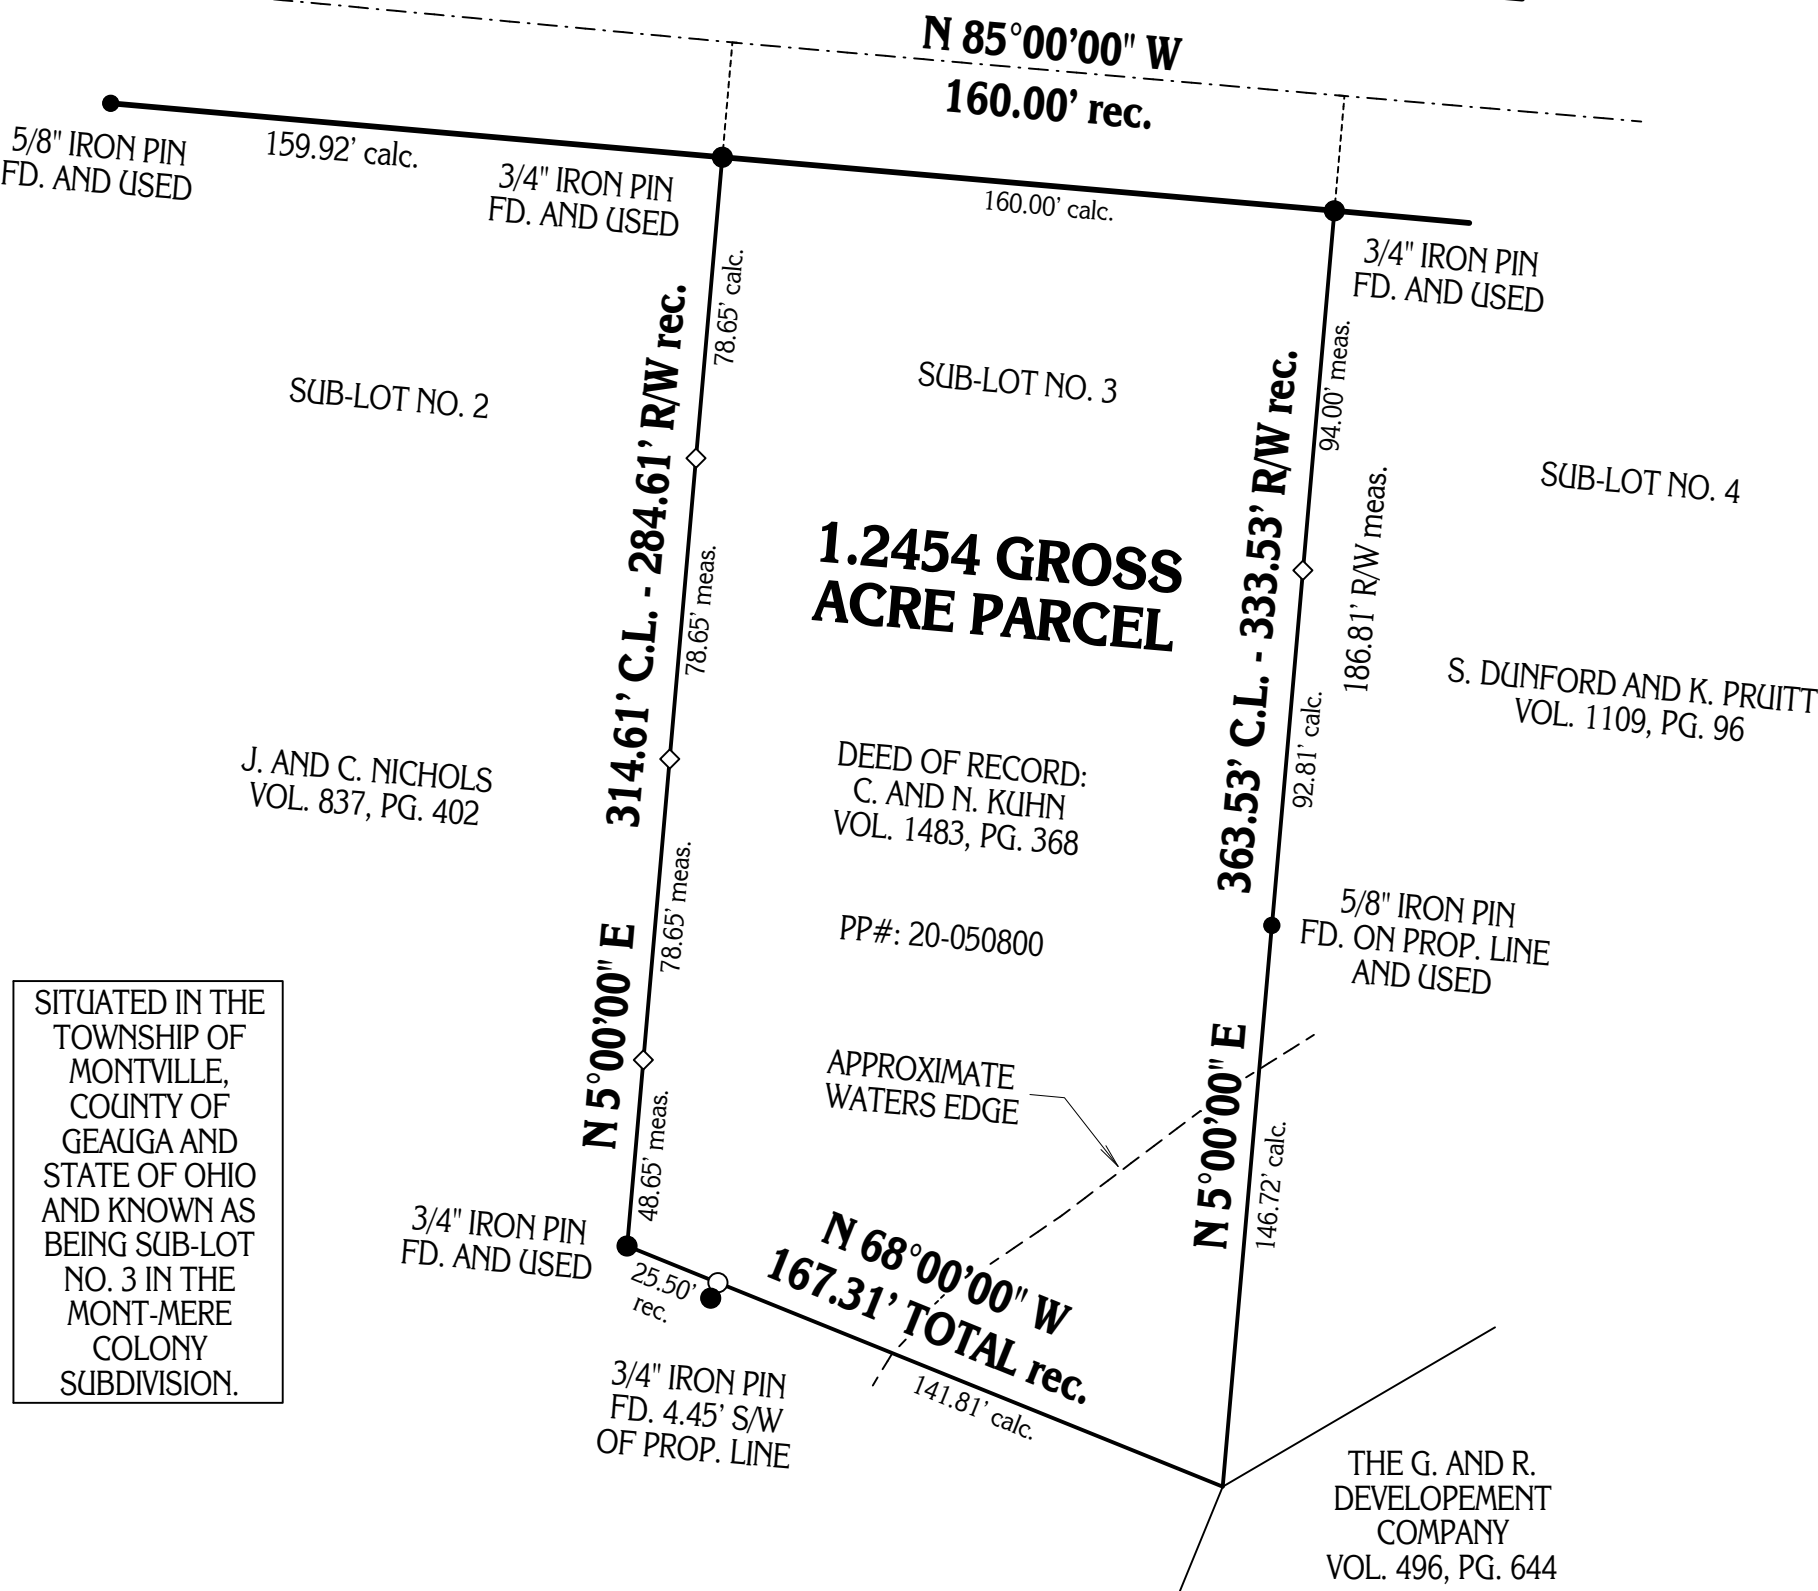 N 85°00'00" W
160.00' rec.
5/8" IRON PIN
FD. AND USED
159.92' calc.
3/4" IRON PIN
FD. AND USED
160.00' calc.
3/4" IRON PIN
FD. AND USED
78.65' calc.
314.61' C.L. - 284.61' R/W rec.
94.00' meas.
363.53' C.L. - 333.53' R/W rec.
SUB-LOT NO. 2
SUB-LOT NO. 3
SUB-LOT NO. 4
186.81' R/W meas.
1.2454 GROSS
ACRE PARCEL
78.65' meas.
S. DUNFORD AND K. PRUITT
VOL. 1109, PG. 96
92.81' calc.
J. AND C. NICHOLS
VOL. 837, PG. 402
DEED OF RECORD:
C. AND N. KUHN
VOL. 1483, PG. 368
78.65' meas.
PP#: 20-050800
5/8" IRON PIN
FD. ON PROP. LINE
AND USED
N 5°00'00" E
N 5°00'00" E
SITUATED IN THE
TOWNSHIP OF
MONTVILLE,
COUNTY OF
GEAUGA AND
STATE OF OHIO
AND KNOWN AS
BEING SUB-LOT
NO. 3 IN THE
MONT-MERE
COLONY
SUBDIVISION.
APPROXIMATE
WATERS EDGE
48.65' meas.
146.72' calc.
3/4" IRON PIN
FD. AND USED
25.50'
rec.
N 68°00'00" W
167.31' TOTAL rec.
141.81' calc.
3/4" IRON PIN
FD. 4.45' S/W
OF PROP. LINE
THE G. AND R.
DEVELOPEMENT
COMPANY
VOL. 496, PG. 644